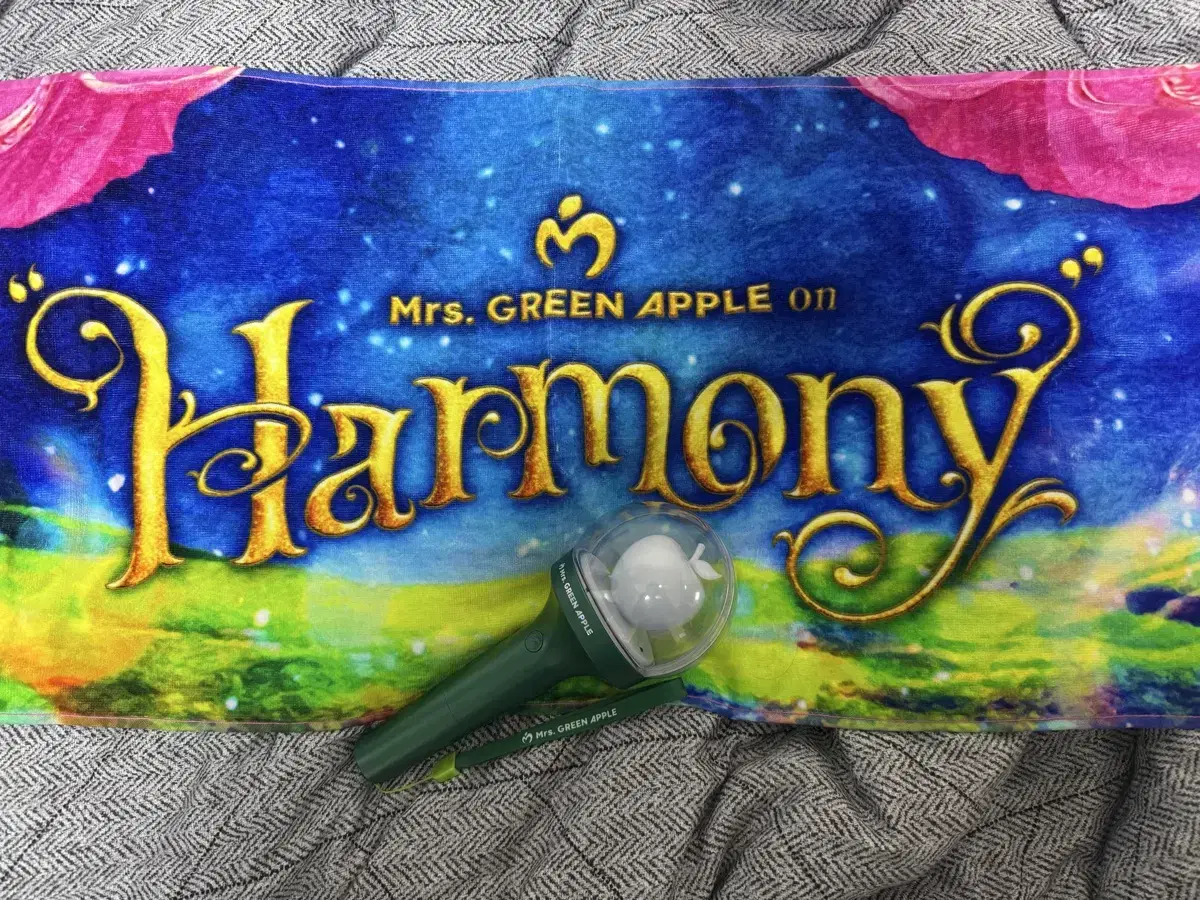 Mrs. GREEN APPLE on
“Harmony”
Mrs. GREEN APPLE
Mrs. GREEN APPLE